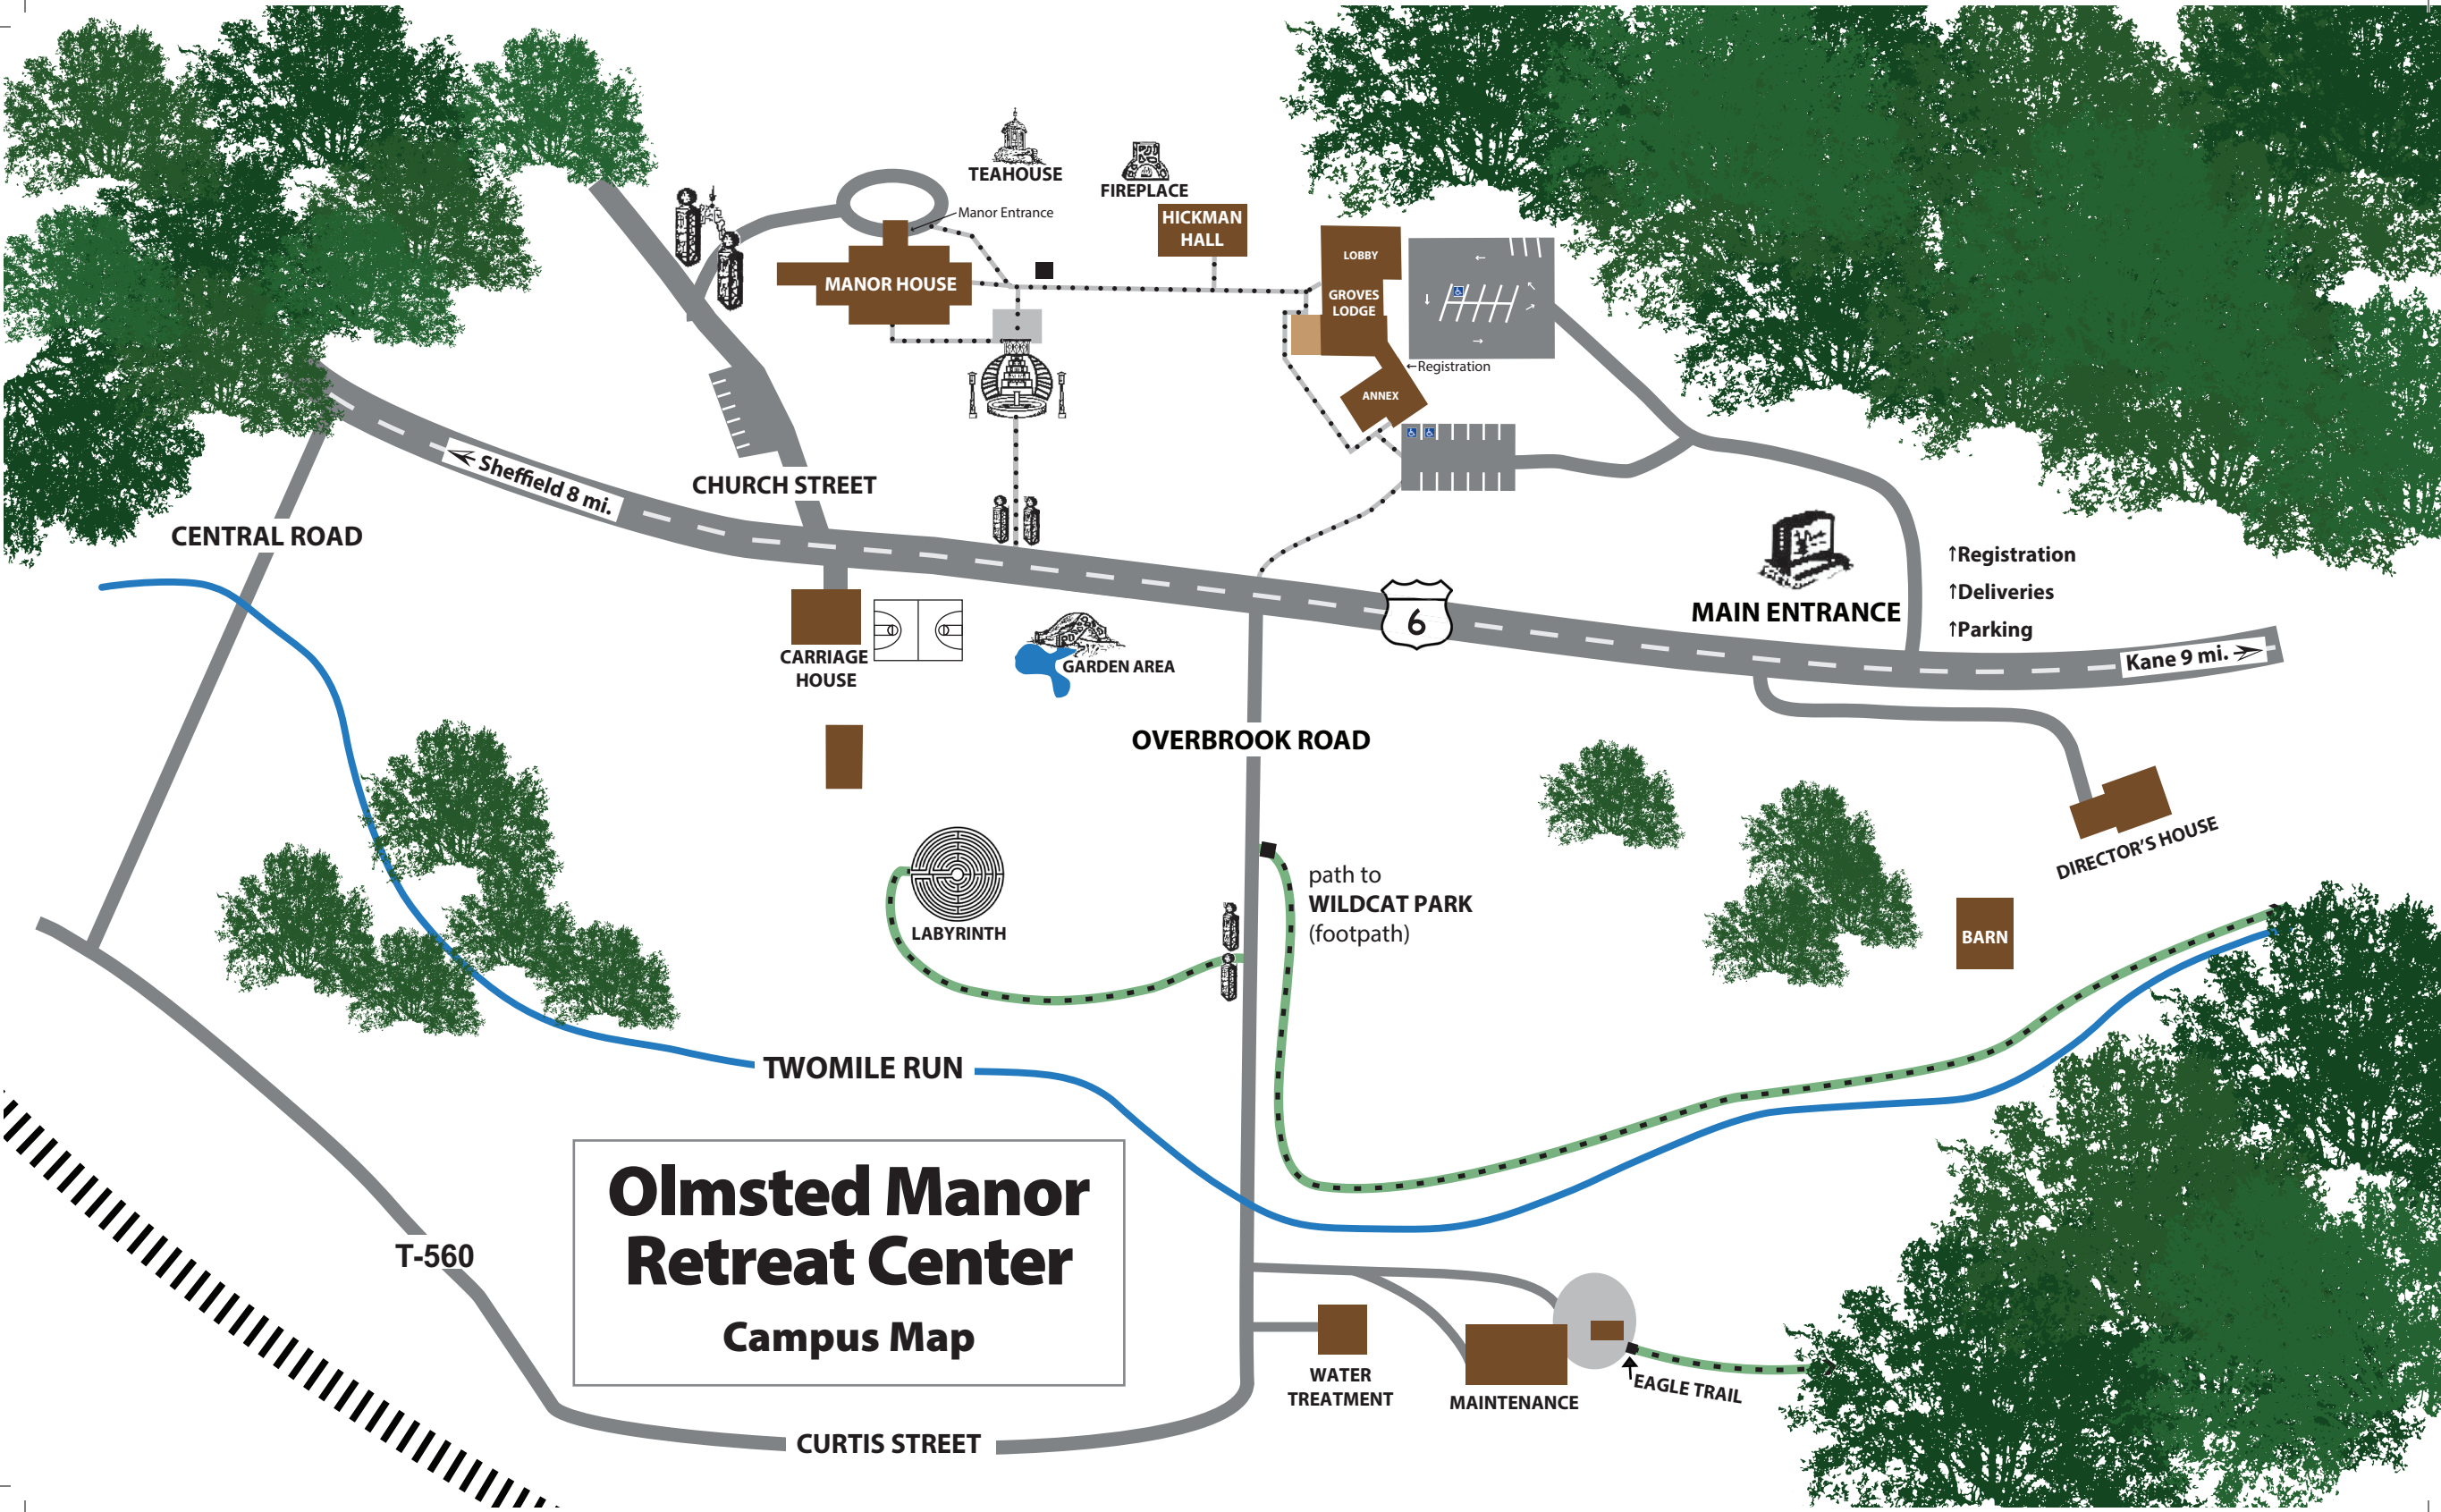 TEAHOUSE
FIREPLACE
Manor Entrance
HICKMAN
HALL
MANOR HOUSE
LOBBY
GROVES
LODGE
←Registration
ANNEX
← Sheffield 8 mi.
CHURCH STREET
CENTRAL ROAD
↑Registration
↑Deliveries
↑Parking
MAIN ENTRANCE
6
Kane 9 mi. →
CARRIAGE
HOUSE
GARDEN AREA
OVERBROOK ROAD
DIRECTOR'S HOUSE
path to
WILDCAT PARK
(footpath)
LABYRINTH
BARN
TWOMILE RUN
Olmsted Manor
Retreat Center
Campus Map
T-560
WATER
TREATMENT
MAINTENANCE
EAGLE TRAIL
CURTIS STREET